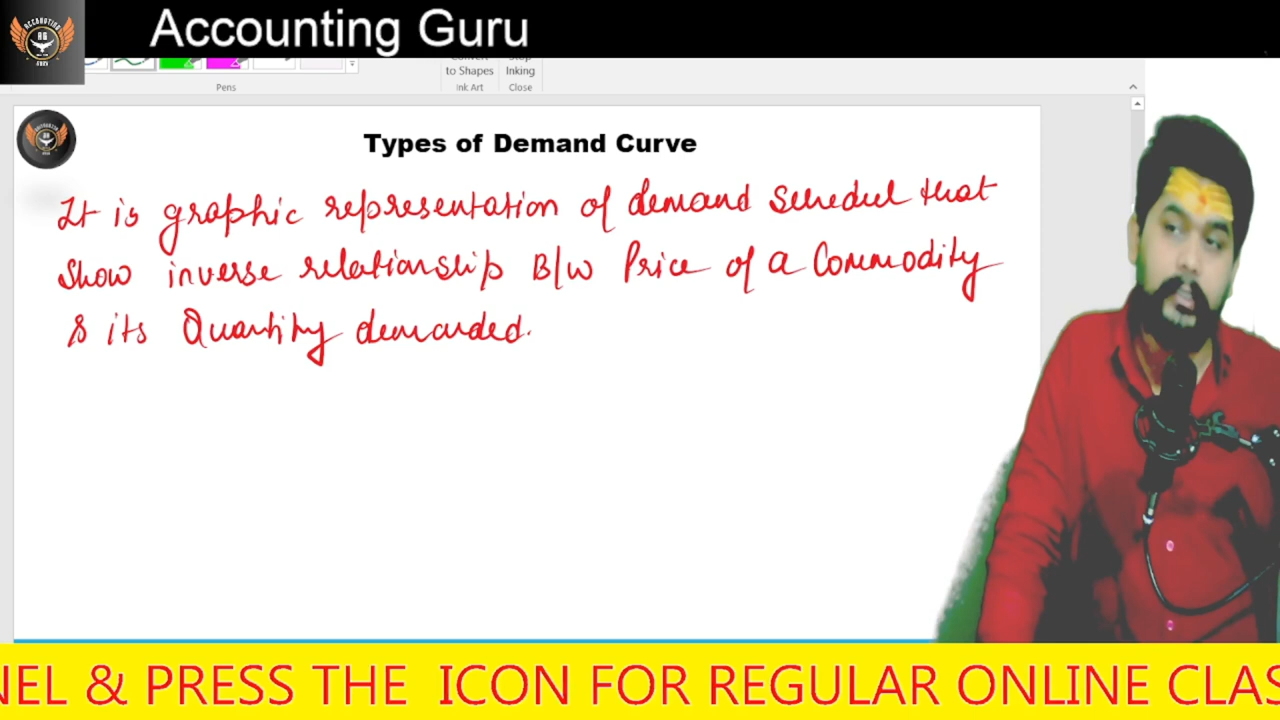 Accounting Guru
to Shapes
Inking
Pens
Ink Art
Close
Types of Demand Curve
It is graphic representation of demand schedul that
show inverse relationship B/w Price of a Commodity
& its Quantity demanded.
NEL & PRESS THE ICON FOR REGULAR ONLINE CLAS